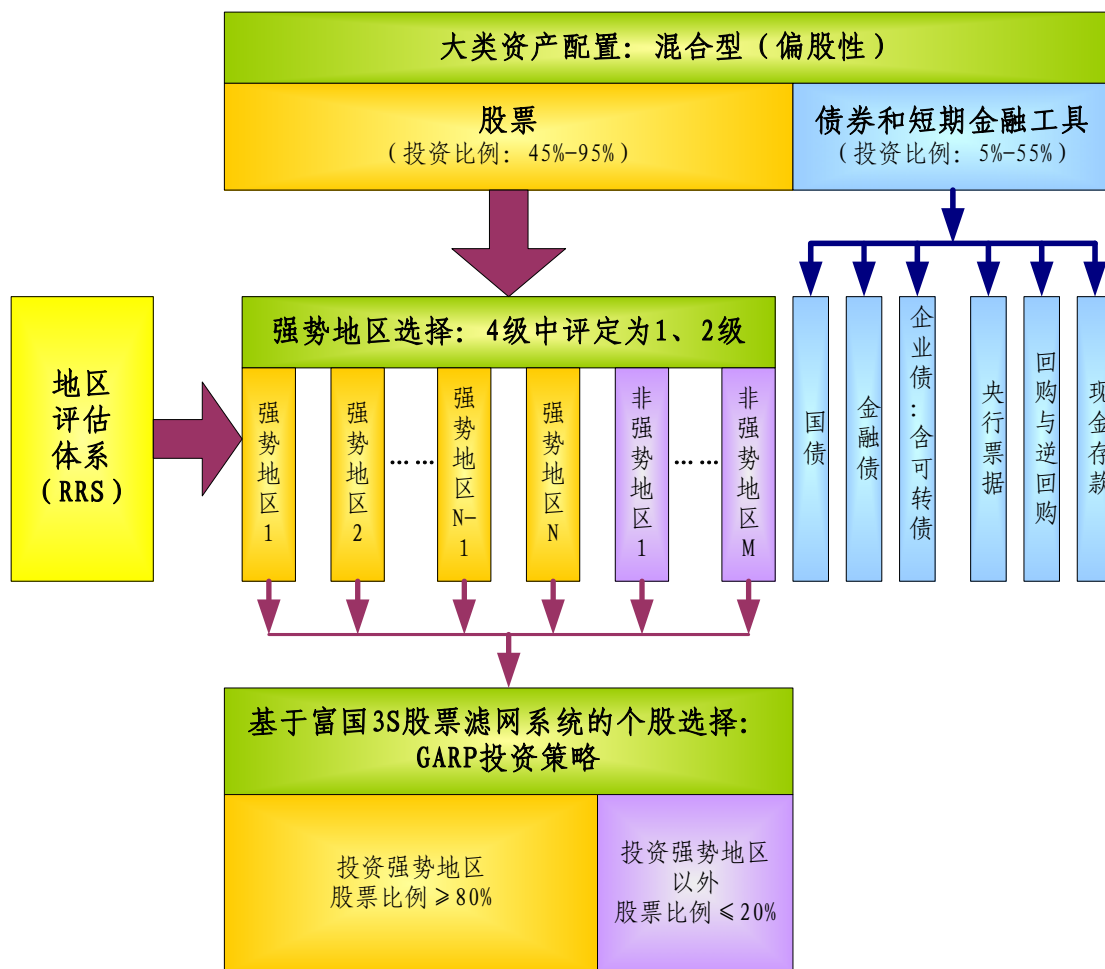 大类资产配置：混合型（偏股性）
股票
（投资比例：45%-95%）
债券和短期金融工具
（投资比例：5%-55%）
地区
评估
体系
（RRS）
强势地区选择：4级中评定为1、2级
强势地区1
强势地区2
……
强势地区N-1
强势地区N
非强势地区1
……
非强势地区M
国债
金融债
企业债：含可转债
央行票据
回购与逆回购
现金存款
基于富国3S股票滤网系统的个股选择：
GARP投资策略
投资强势地区
股票比例≥80%
投资强势地区
以外
股票比例≤20%